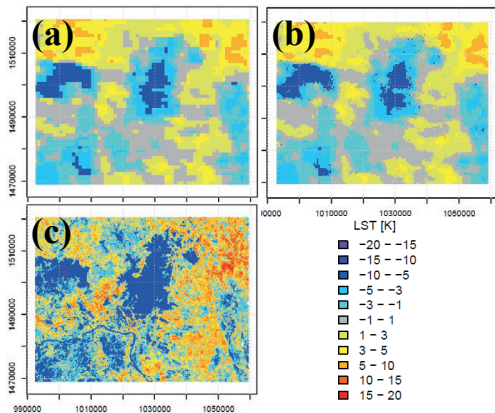 (a)
(b)
1510000
1490000
1470000
00000
1010000
1030000
1050000
(c)
1510000
1490000
1470000
990000
1010000
1030000
1050000
LST [K]
-20 - -15
-15 - -10
-10 - -5
-5 - -3
-3 - -1
-1 - 1
1 - 3
3 - 5
5 - 10
10 - 15
15 - 20